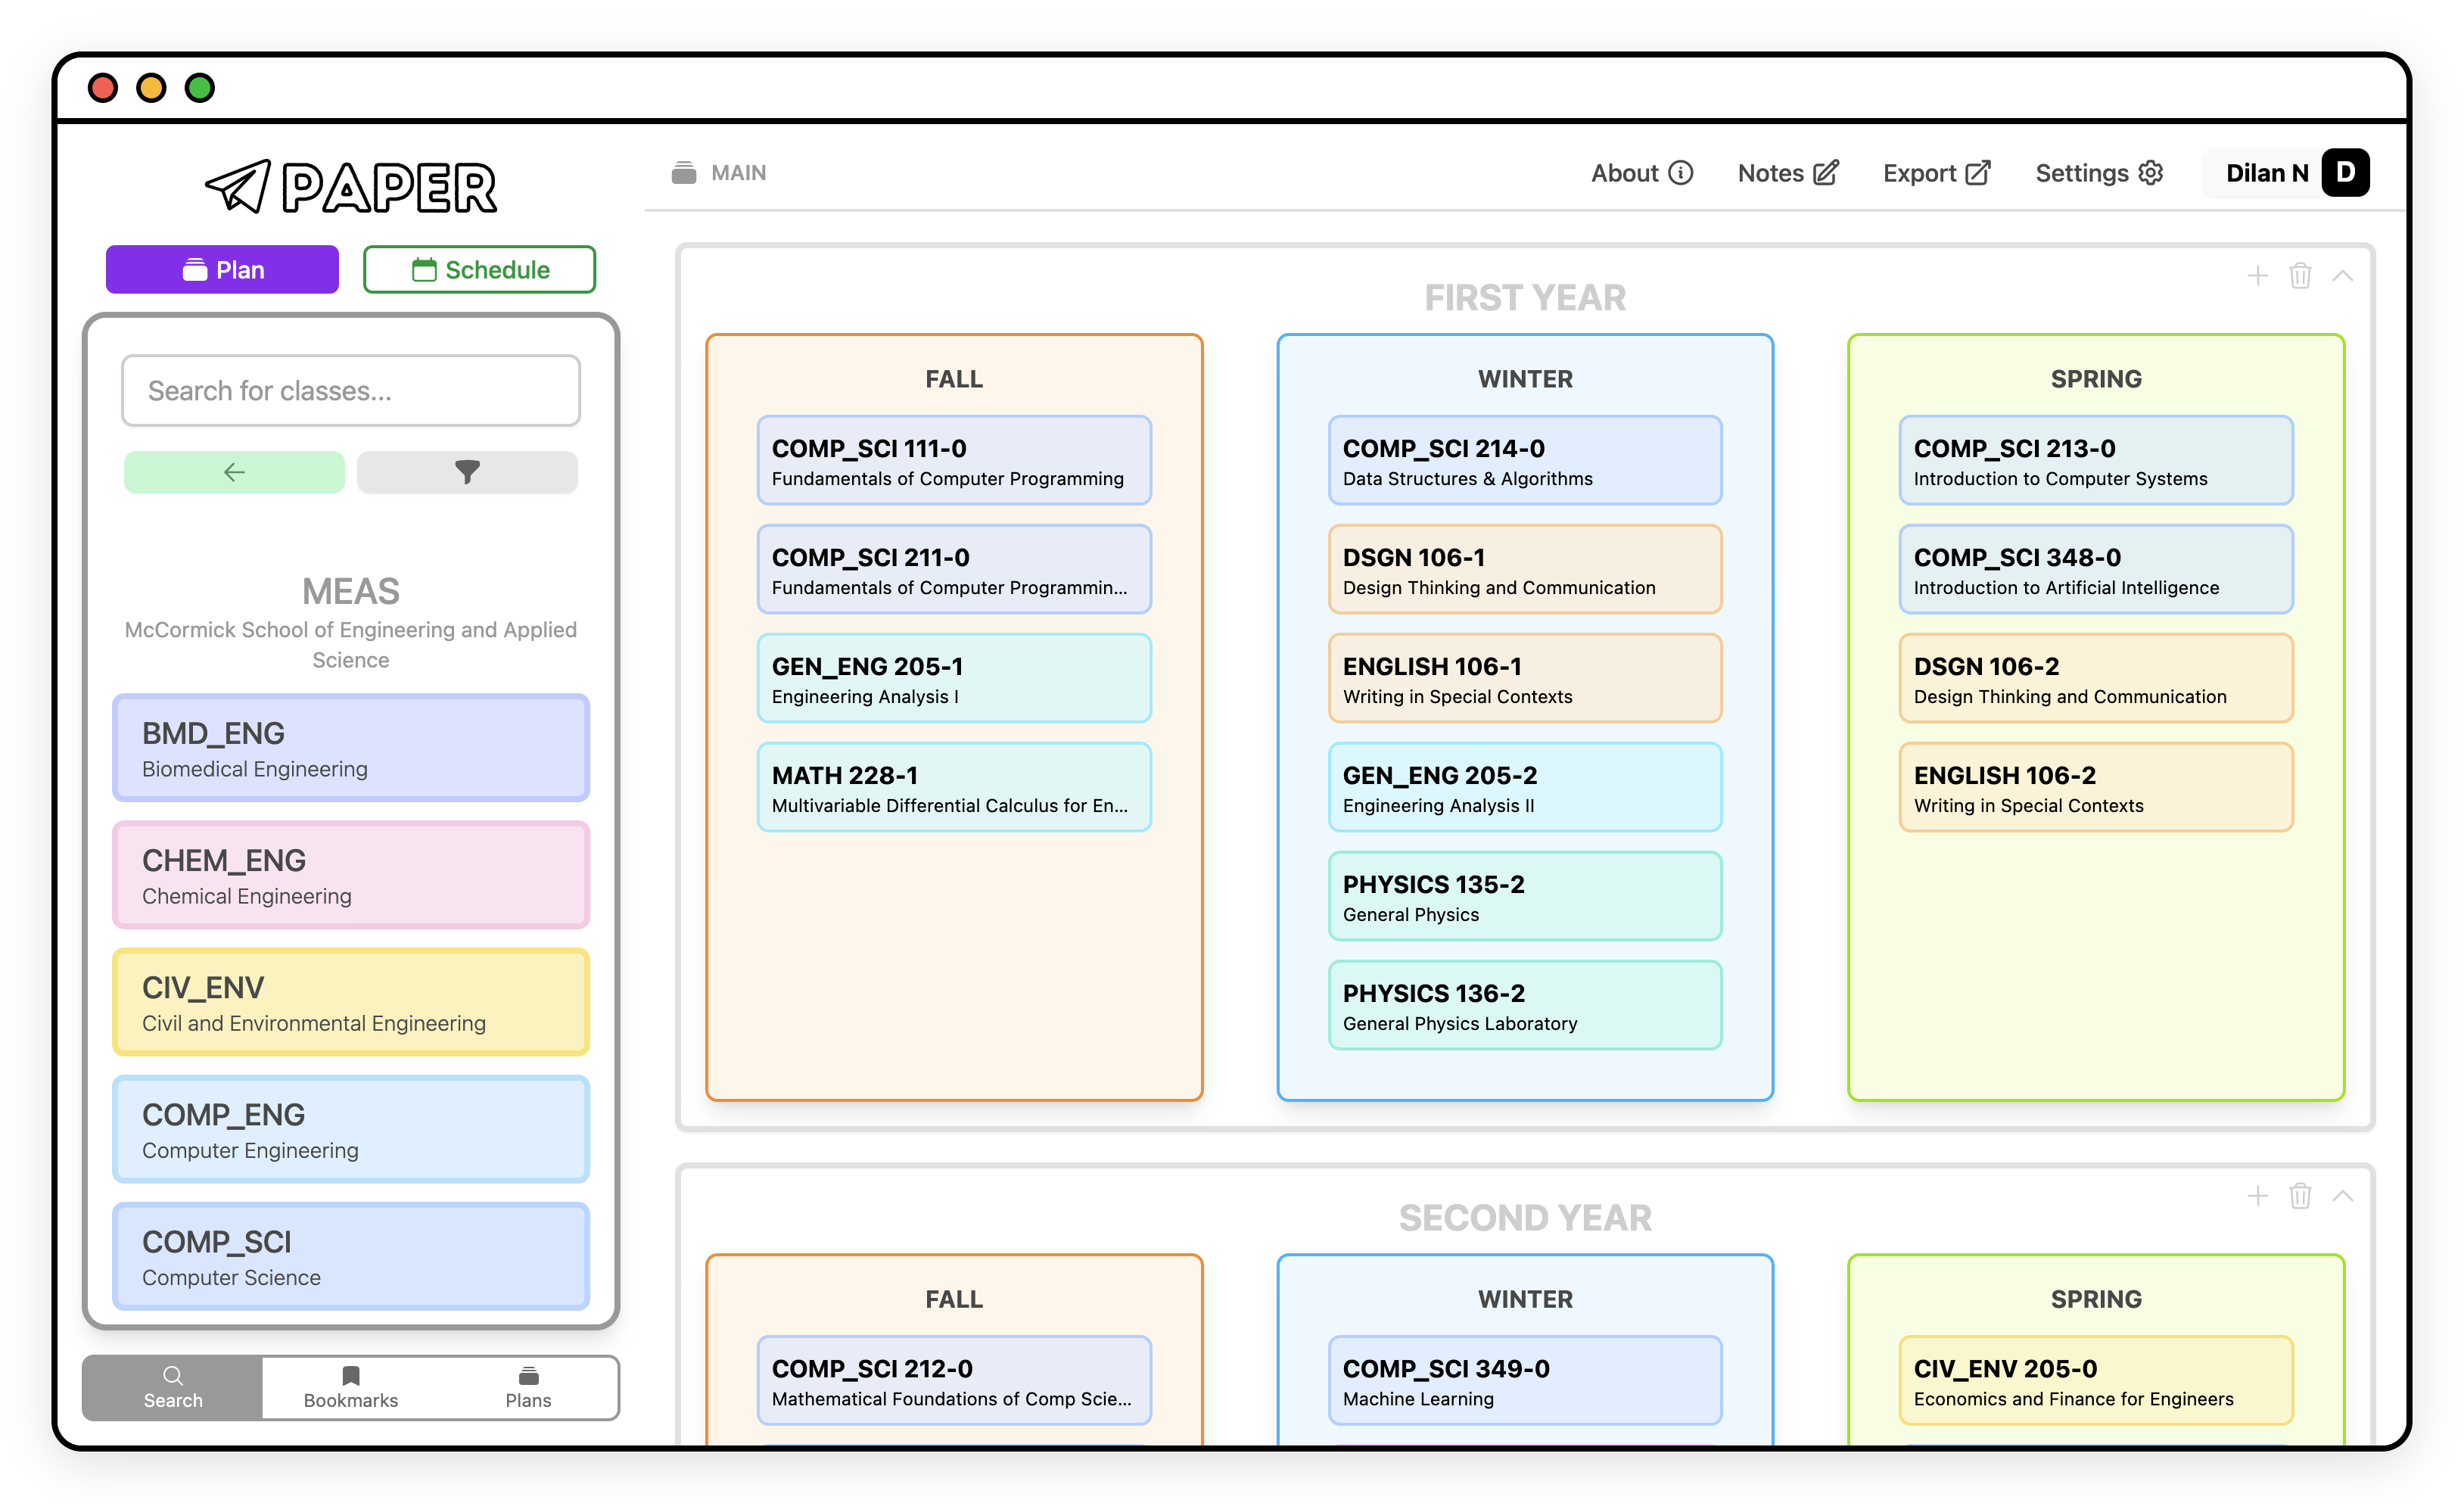 PAPER
Plan
Schedule
Search for classes...
MEAS
McCormick School of Engineering and Applied
Science
BMD_ENG
Biomedical Engineering
CHEM_ENG
Chemical Engineering
CIV_ENV
Civil and Environmental Engineering
COMP_ENG
Computer Engineering
COMP_SCI
Computer Science
Search
Bookmarks
Plans
MAIN
About
Notes
Export
Settings
Dilan N
D
FIRST YEAR
FALL
COMP_SCI 111-0
Fundamentals of Computer Programming
COMP_SCI 211-0
Fundamentals of Computer Programmin...
GEN_ENG 205-1
Engineering Analysis I
MATH 228-1
Multivariable Differential Calculus for En...
WINTER
COMP_SCI 214-0
Data Structures & Algorithms
DSGN 106-1
Design Thinking and Communication
ENGLISH 106-1
Writing in Special Contexts
GEN_ENG 205-2
Engineering Analysis II
PHYSICS 135-2
General Physics
PHYSICS 136-2
General Physics Laboratory
SPRING
COMP_SCI 213-0
Introduction to Computer Systems
COMP_SCI 348-0
Introduction to Artificial Intelligence
DSGN 106-2
Design Thinking and Communication
ENGLISH 106-2
Writing in Special Contexts
SECOND YEAR
FALL
COMP_SCI 212-0
Mathematical Foundations of Comp Scie...
WINTER
COMP_SCI 349-0
Machine Learning
SPRING
CIV_ENV 205-0
Economics and Finance for Engineers